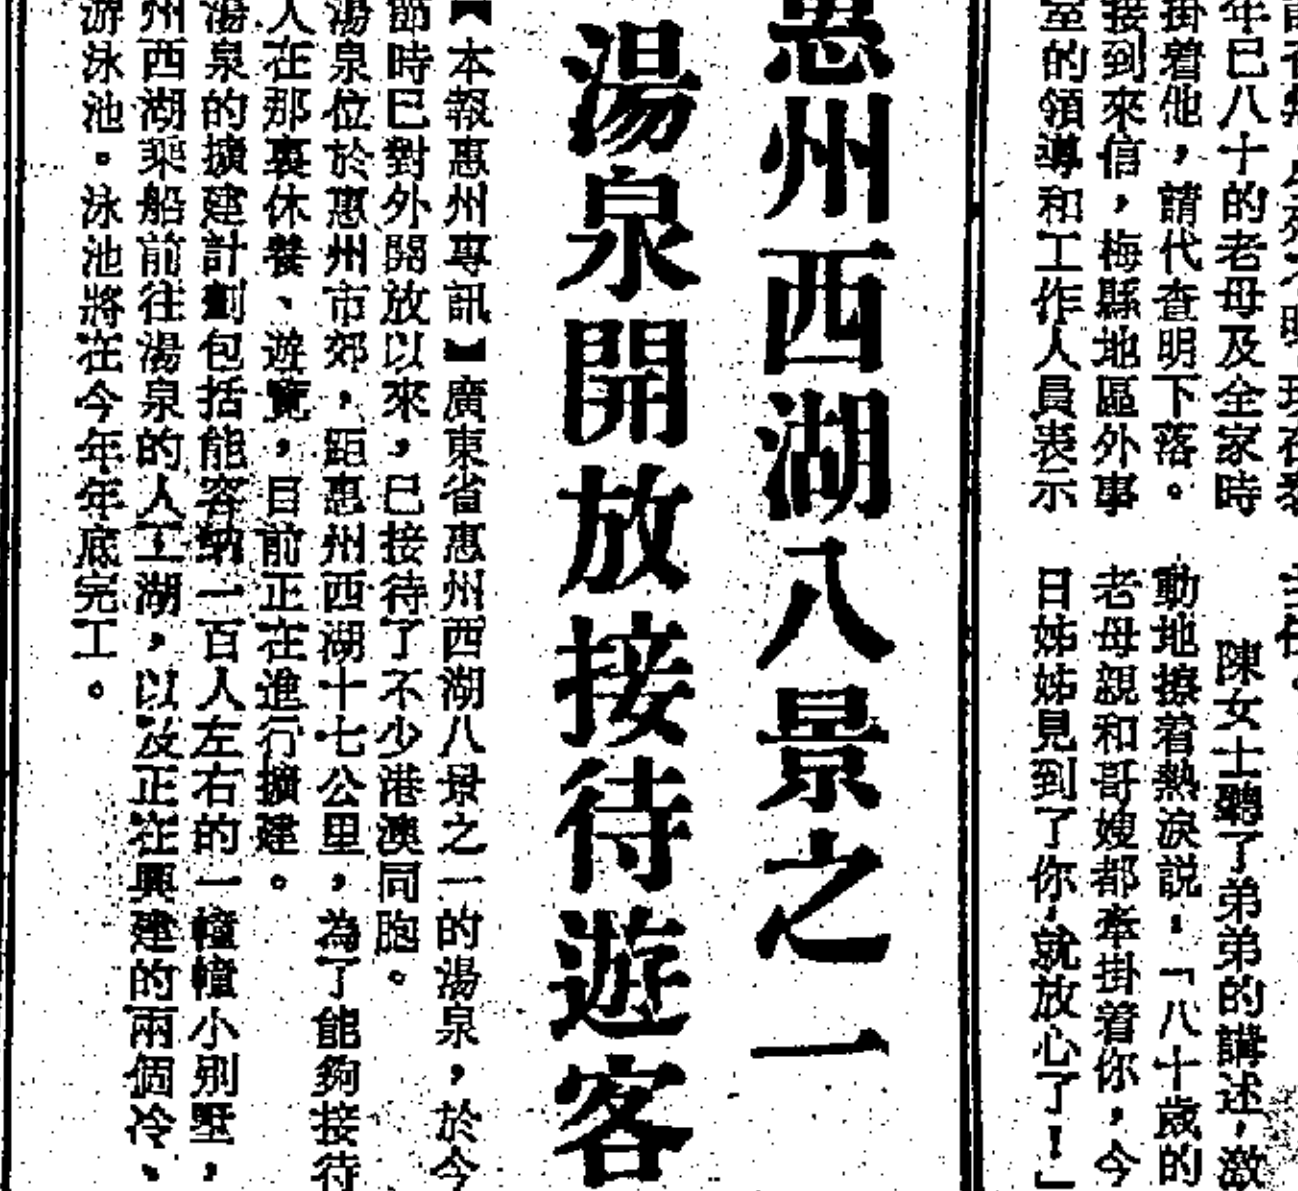 年已八十的老母及全家時
掛着他，請代查明下落。
接到來信，梅縣地區外事
室的領導和工作人員表示
陳女士聽了弟弟的講述，激
動地擦着熱淚説：「八十歲的
老母親和哥嫂都牽掛着你，今
日姊姊見到了你，就放心了！」
惠州西湖八景之一
湯泉開放接待遊客
【本報惠州專訊】廣東省惠州西湖八景之一的湯泉，於今
節時已對外開放以來，已接待了不少港澳同胞。
湯泉位於惠州市郊，距惠州西湖十七公里，為了能夠接待
人在那裏休養、遊覽，目前正在進行擴建。
湯泉的擴建計劃包括能容納一百人左右的一幢幢小別墅，
州西湖乘船前往湯泉的人工湖，以及正在興建的兩個冷、
游泳池。泳池將在今年年底完工。